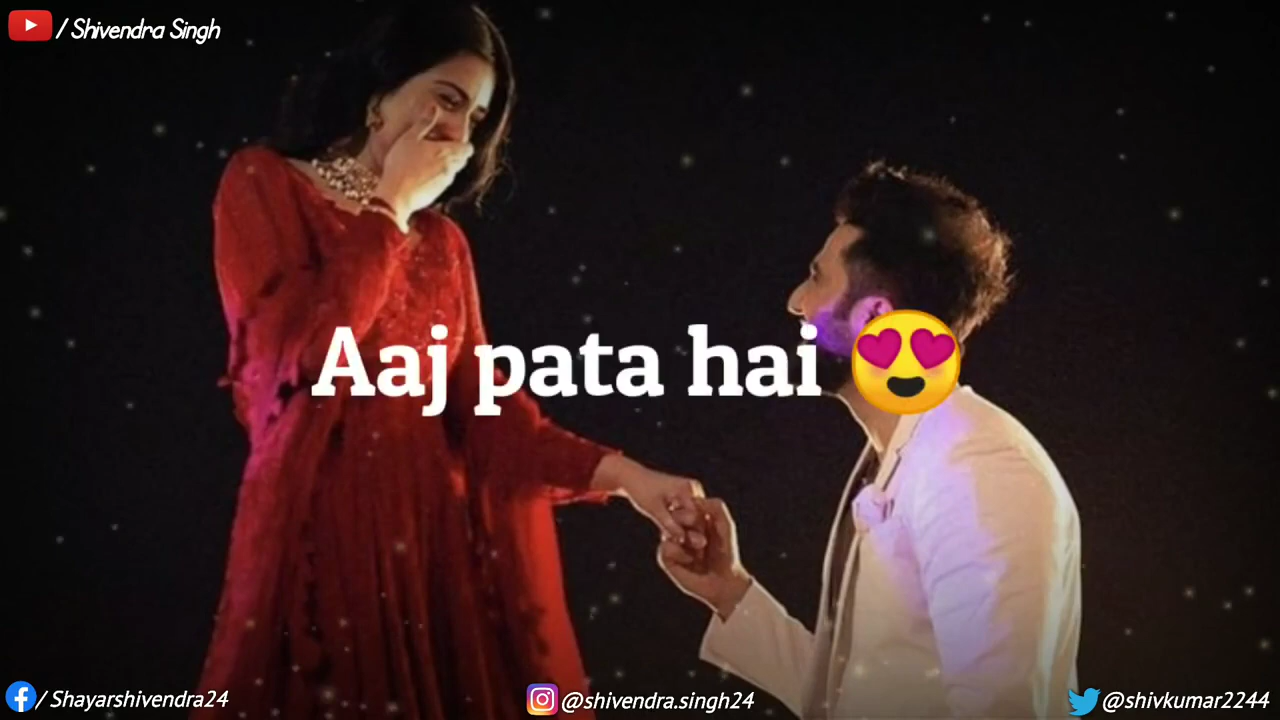 / Shivendra Singh
Aaj pata hai 😍
/ Shayarshivendra24
@shivendra.singh24
@shivkumar2244